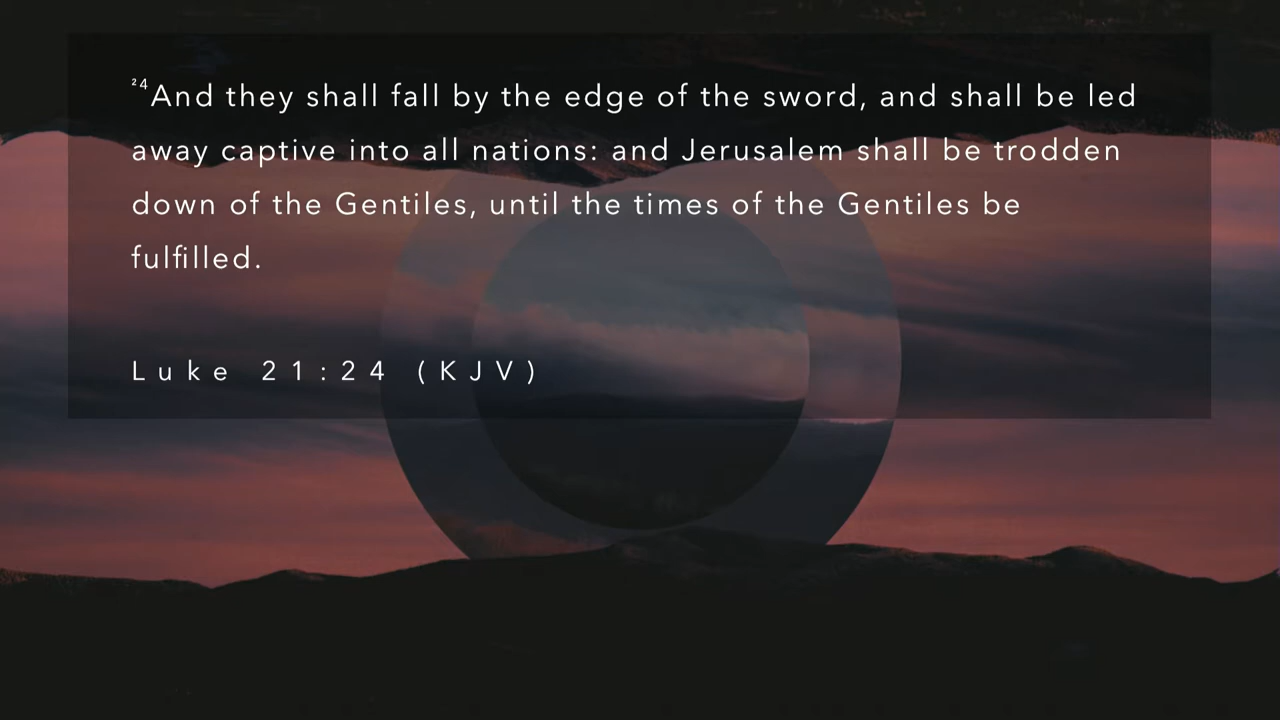 ²⁴And they shall fall by the edge of the sword, and shall be led
away captive into all nations: and Jerusalem shall be trodden
down of the Gentiles, until the times of the Gentiles be
fulfilled.
Luke 21:24 (KJV)